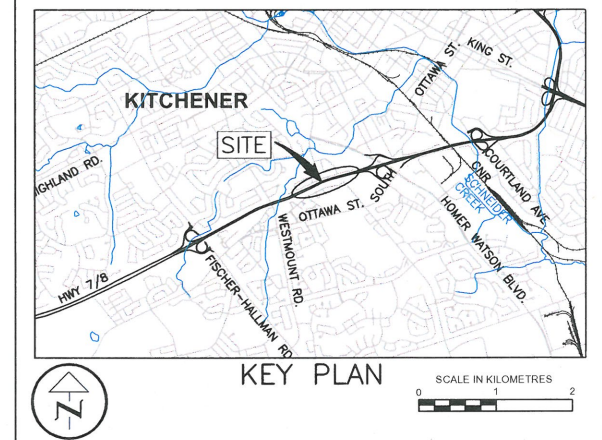 OTTAWA ST.
KING ST.
KITCHENER
SITE
HIGHLAND RD.
COURTLAND AVE
CNR
SCHNEIDER
CREEK
OTTAWA ST. SOUTH
HOMER WATSON BLVD.
WESTMOUNT RD.
FISCHER-HALLMAN RD
HWY 7/8
KEY PLAN
SCALE IN KILOMETRES
0 1 2
N